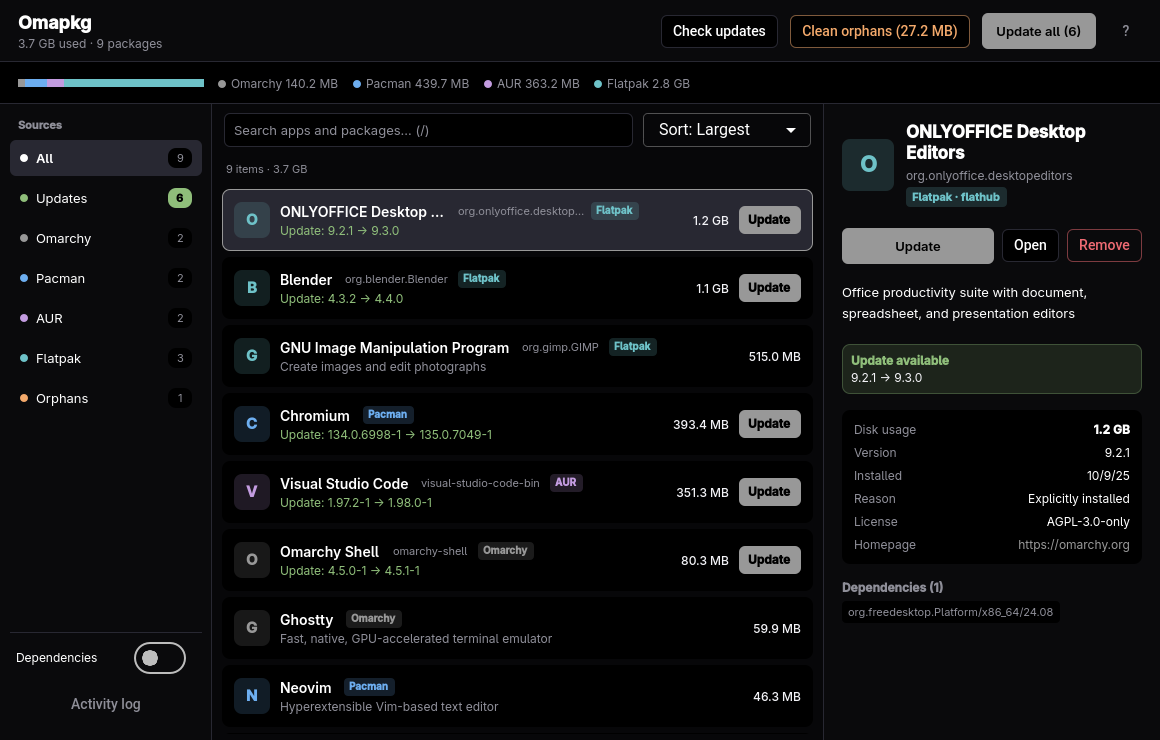 Omapkg
3.7 GB used · 9 packages
Check updates
Clean orphans (27.2 MB)
Update all (6)
?
Omarchy 140.2 MB
Pacman 439.7 MB
AUR 363.2 MB
Flatpak 2.8 GB
Sources
All 9
Updates 6
Omarchy 2
Pacman 2
AUR 2
Flatpak 3
Orphans 1
Dependencies
Activity log
Search apps and packages... (/)
Sort: Largest
9 items · 3.7 GB
O
ONLYOFFICE Desktop ... org.onlyoffice.desktop... Flatpak
Update: 9.2.1 → 9.3.0
1.2 GB
Update
B
Blender org.blender.Blender Flatpak
Update: 4.3.2 → 4.4.0
1.1 GB
Update
G
GNU Image Manipulation Program org.gimp.GIMP Flatpak
Create images and edit photographs
515.0 MB
C
Chromium Pacman
Update: 134.0.6998-1 → 135.0.7049-1
393.4 MB
Update
V
Visual Studio Code visual-studio-code-bin AUR
Update: 1.97.2-1 → 1.98.0-1
351.3 MB
Update
O
Omarchy Shell omarchy-shell Omarchy
Update: 4.5.0-1 → 4.5.1-1
80.3 MB
Update
G
Ghostty Omarchy
Fast, native, GPU-accelerated terminal emulator
59.9 MB
N
Neovim Pacman
Hyperextensible Vim-based text editor
46.3 MB
O
ONLYOFFICE Desktop
Editors
org.onlyoffice.desktopeditors
Flatpak · flathub
Update
Open
Remove
Office productivity suite with document,
spreadsheet, and presentation editors
Update available
9.2.1 → 9.3.0
Disk usage 1.2 GB
Version 9.2.1
Installed 10/9/25
Reason Explicitly installed
License AGPL-3.0-only
Homepage https://omarchy.org
Dependencies (1)
org.freedesktop.Platform/x86_64/24.08